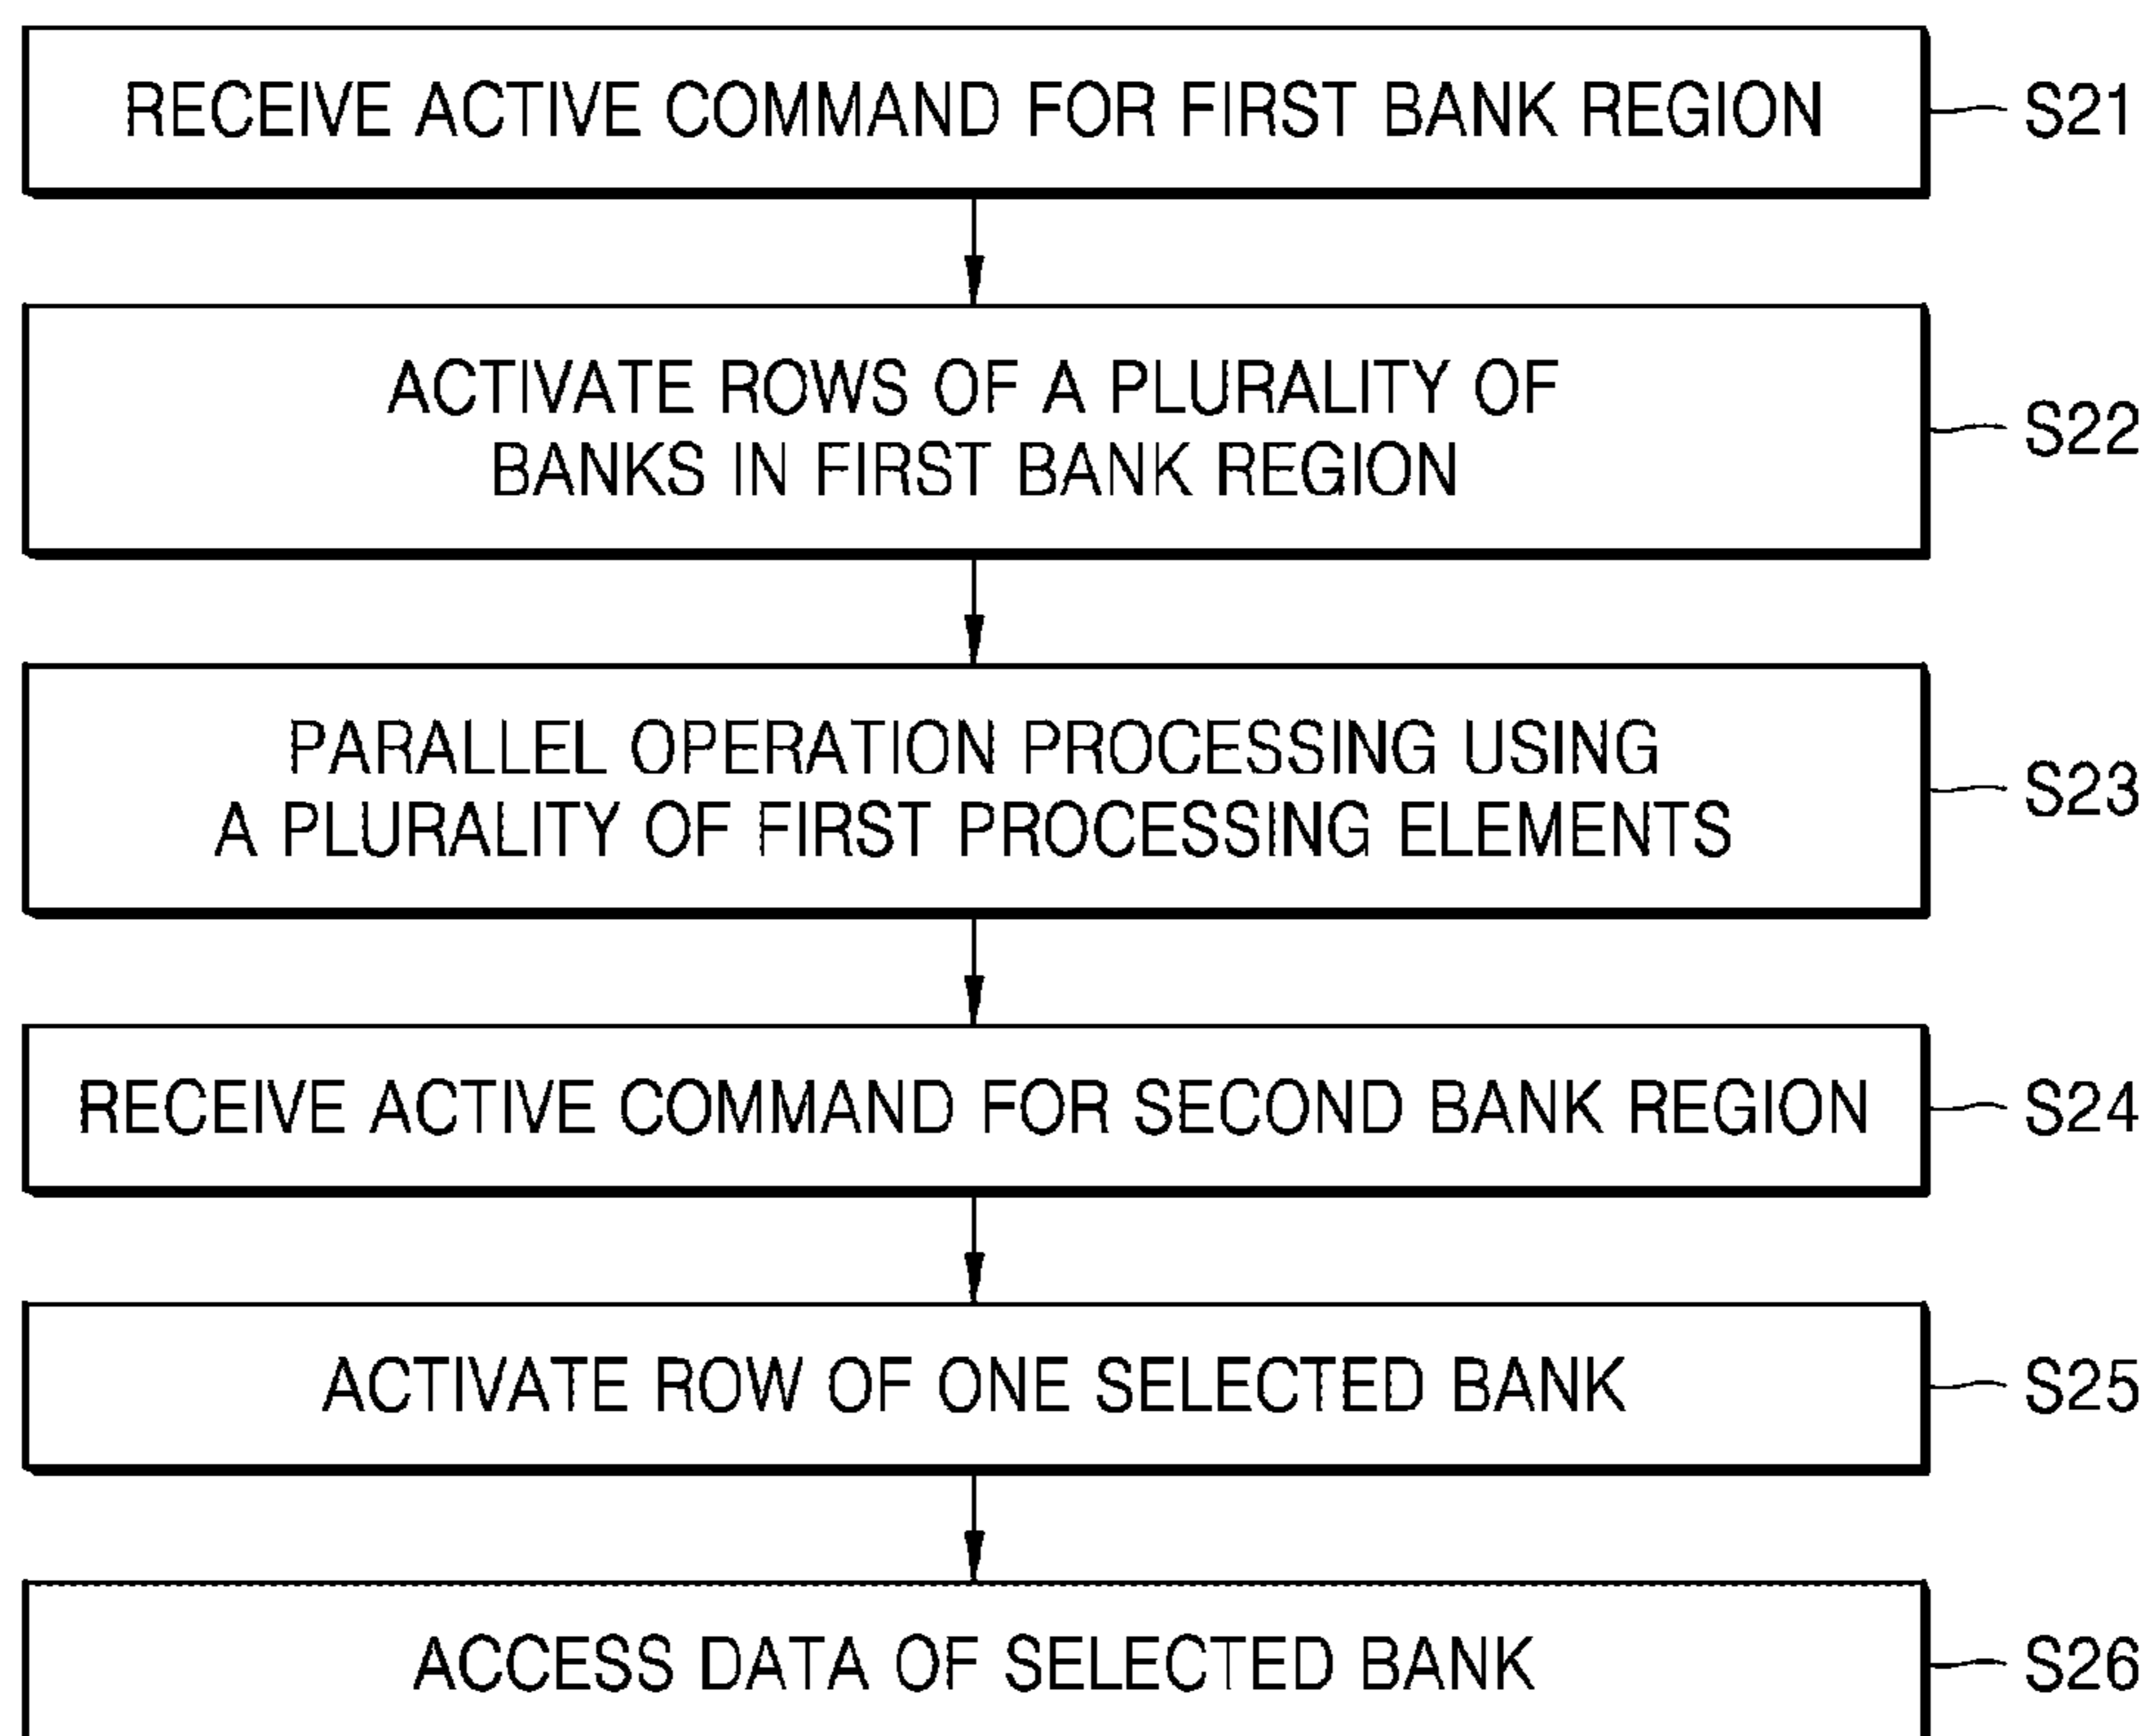 RECEIVE ACTIVE COMMAND FOR FIRST BANK REGION
S21
ACTIVATE ROWS OF A PLURALITY OF
BANKS IN FIRST BANK REGION
S22
PARALLEL OPERATION PROCESSING USING
A PLURALITY OF FIRST PROCESSING ELEMENTS
S23
RECEIVE ACTIVE COMMAND FOR SECOND BANK REGION
S24
ACTIVATE ROW OF ONE SELECTED BANK
S25
ACCESS DATA OF SELECTED BANK
S26